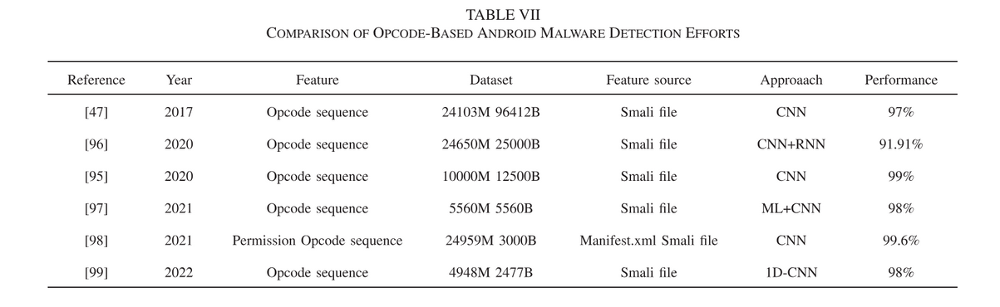 TABLE VII
COMPARISON OF OPCODE-BASED ANDROID MALWARE DETECTION EFFORTS
Reference Year Feature Dataset Feature source Approaach Performance
[47] 2017 Opcode sequence 24103M 96412B Smali file CNN 97%
[96] 2020 Opcode sequence 24650M 25000B Smali file CNN+RNN 91.91%
[95] 2020 Opcode sequence 10000M 12500B Smali file CNN 99%
[97] 2021 Opcode sequence 5560M 5560B Smali file ML+CNN 98%
[98] 2021 Permission Opcode sequence 24959M 3000B Manifest.xml Smali file CNN 99.6%
[99] 2022 Opcode sequence 4948M 2477B Smali file 1D-CNN 98%